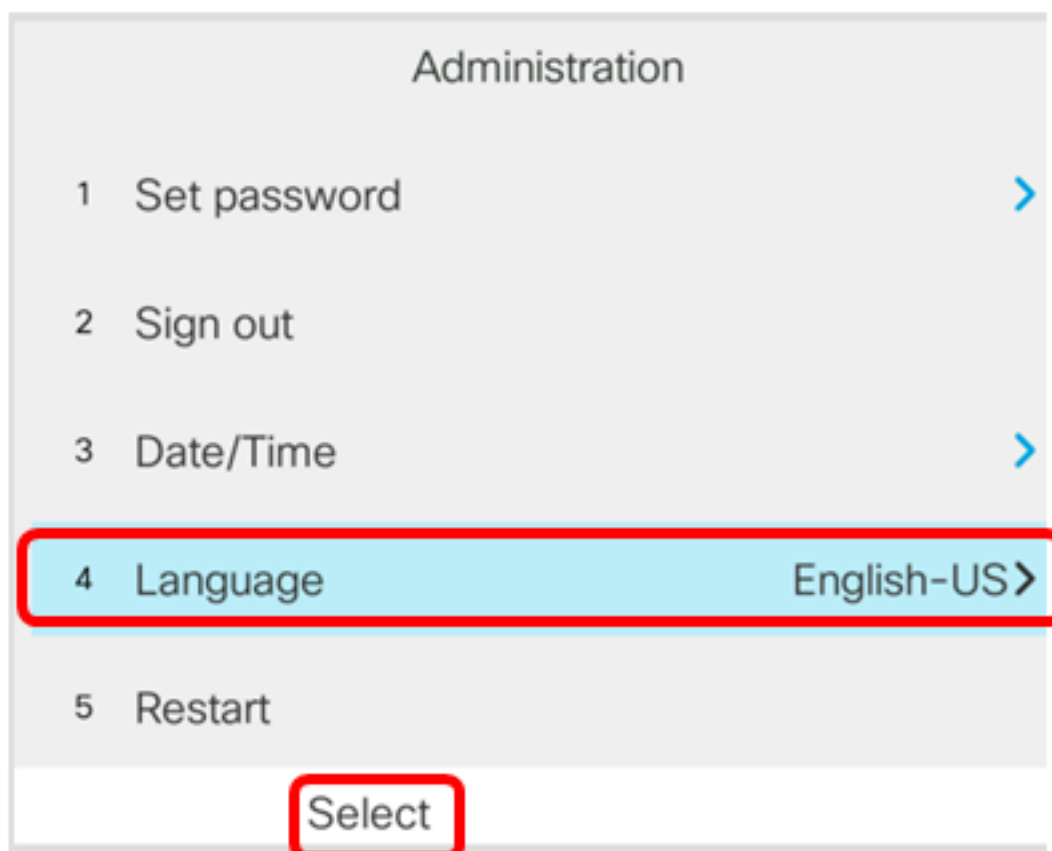 Administration
1 Set password
2 Sign out
3 Date/Time
4 Language English-US
5 Restart
Select